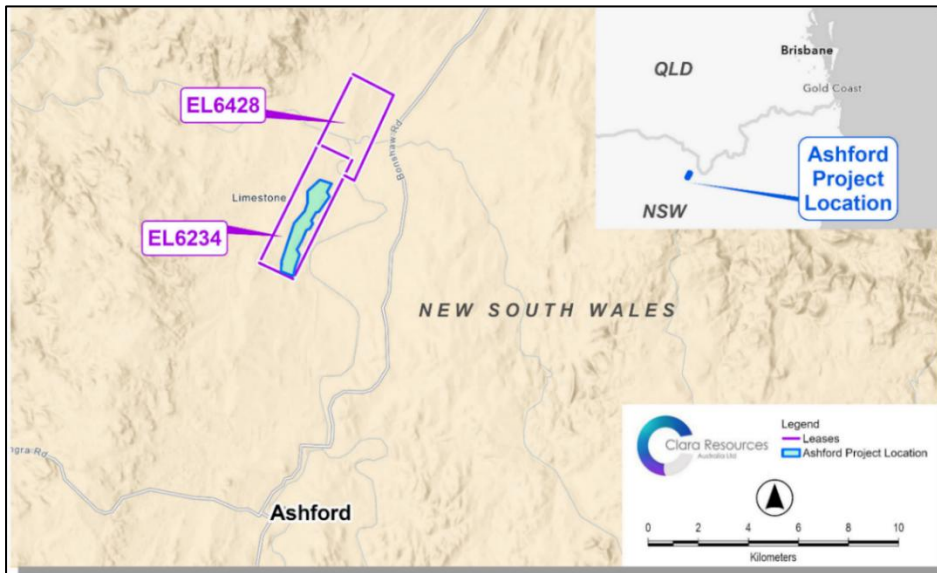 EL6428
Bonshaw Rd
Limestone
EL6234
NEW SOUTH WALES
ngra Rd
Ashford
Brisbane
QLD
Gold Coast
Ashford
Project
Location
NSW
Clara Resources
Australia Ltd
Legend
Leases
Ashford Project Location
0 2 4 6 8 10
Kilometers